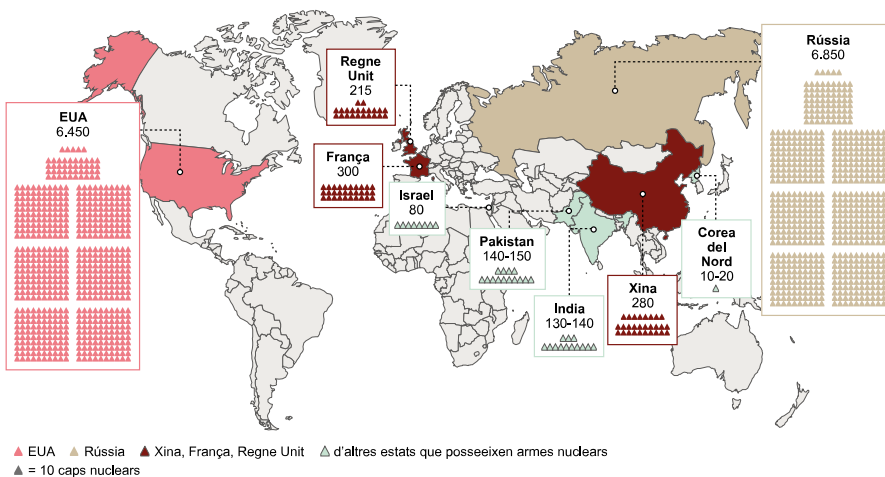 EUA
6.450
Regne
Unit
215
França
300
Israel
80
Pakistan
140-150
India
130-140
Xina
280
Corea
del
Nord
10-20
Rússia
6.850
EUA Rússia Xina, França, Regne Unit d'altres estats que posseeixen armes nuclears
= 10 caps nuclears